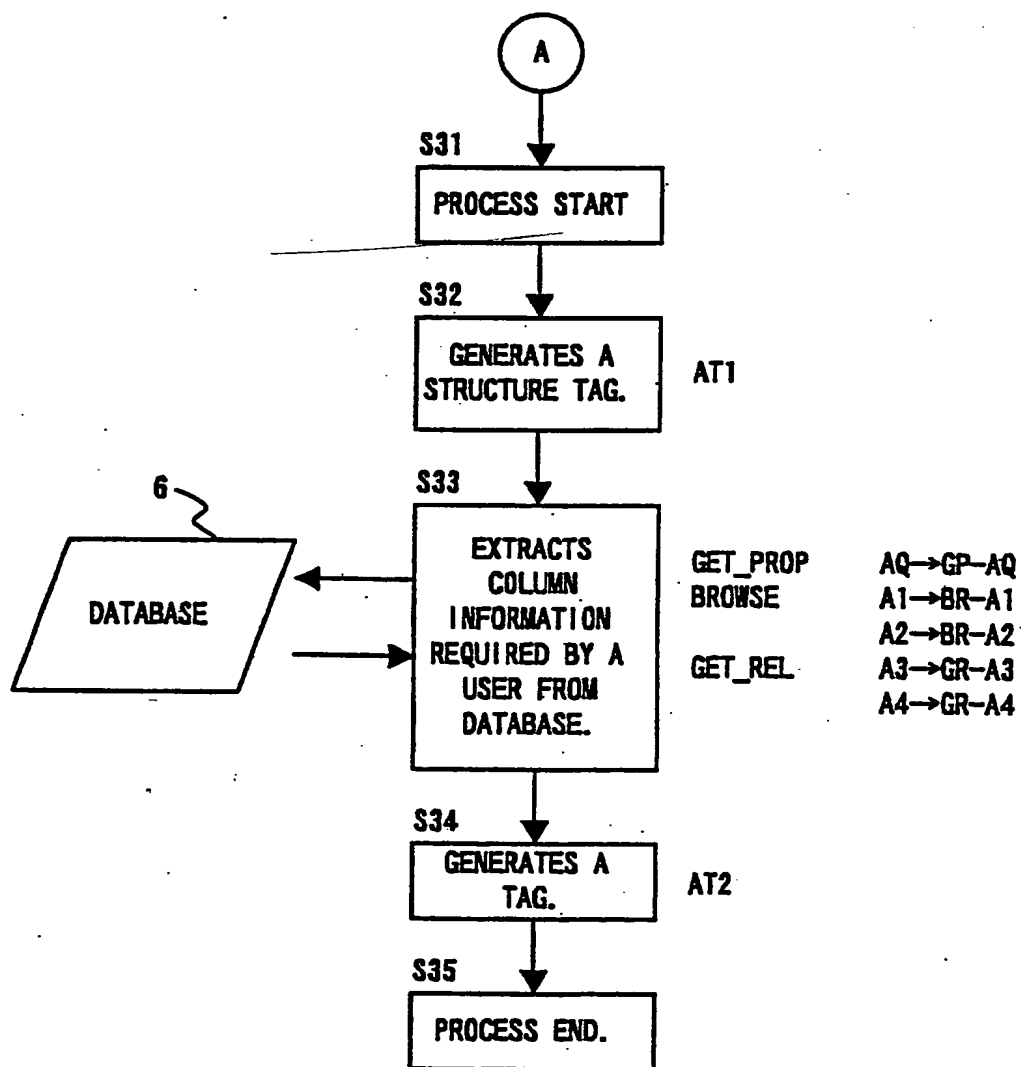 A
S31
PROCESS START
S32
GENERATES A
STRUCTURE TAG.
AT1
6
DATABASE
S33
EXTRACTS
COLUMN
INFORMATION
REQUIRED BY A
USER FROM
DATABASE.
GET_PROP AQ→GP-AQ
BROWSE A1→BR-A1
A2→BR-A2
GET_REL A3→GR-A3
A4→GR-A4
S34
GENERATES A
TAG.
AT2
S35
PROCESS END.